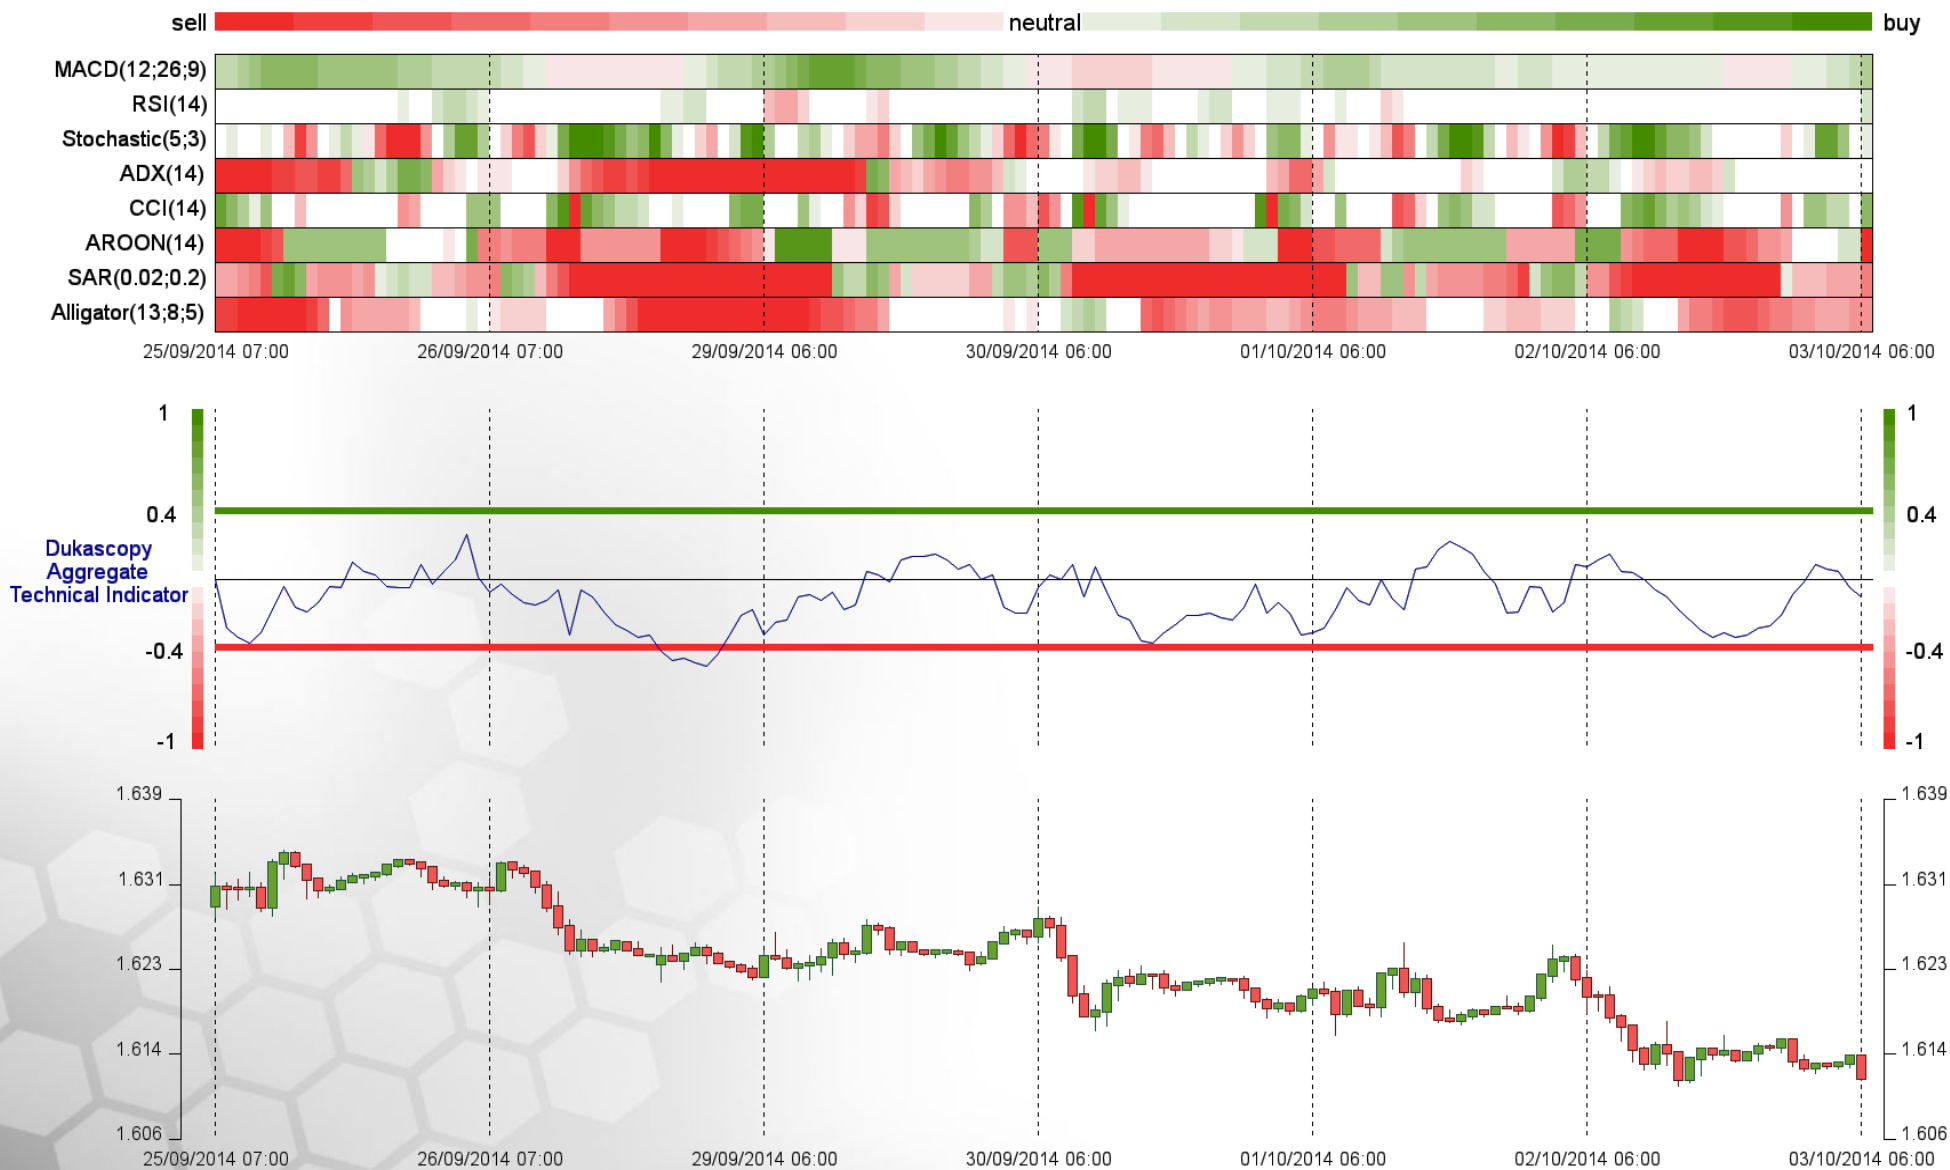 sell neutral buy
MACD(12;26;9)
RSI(14)
Stochastic(5;3)
ADX(14)
CCI(14)
AROON(14)
SAR(0.02;0.2)
Alligator(13;8;5)
25/09/2014 07:00 26/09/2014 07:00 29/09/2014 06:00 30/09/2014 06:00 01/10/2014 06:00 02/10/2014 06:00 03/10/2014 06:00
1 1
0.4 0.4
Dukascopy
Aggregate
Technical Indicator
-0.4 -0.4
-1 -1
1.639 1.639
1.631 1.631
1.623 1.623
1.614 1.614
1.606 1.606
25/09/2014 07:00 26/09/2014 07:00 29/09/2014 06:00 30/09/2014 06:00 01/10/2014 06:00 02/10/2014 06:00 03/10/2014 06:00